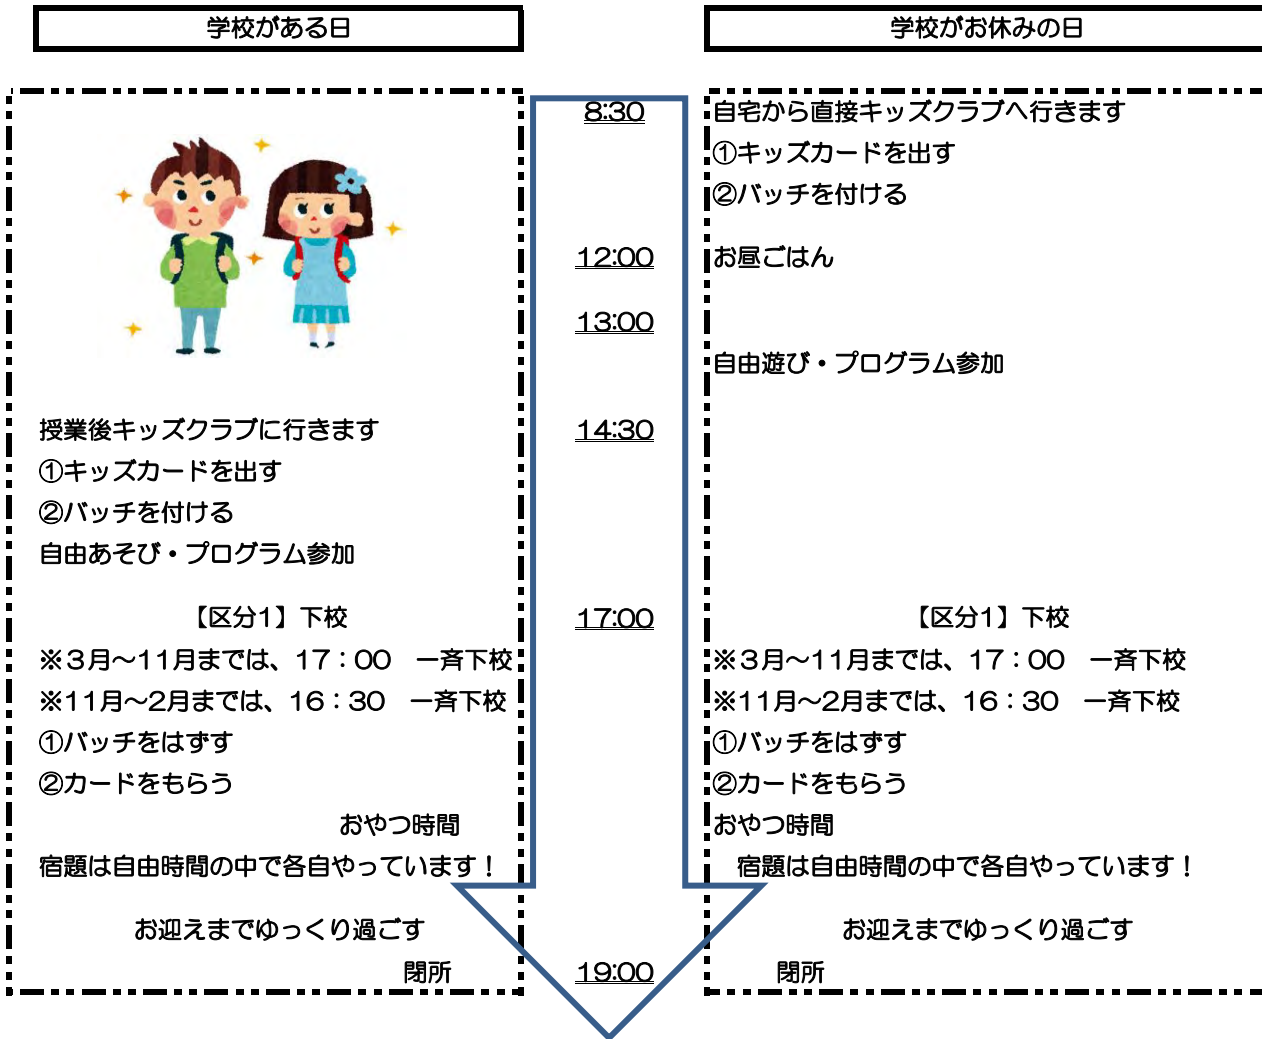 学校がある日
授業後キッズクラブに行きます
①キッズカードを出す
②バッチを付ける
自由あそび・プログラム参加
【区分1】下校
※３月～11月までは、17：00　一斉下校
※11月～2月までは、16：30　一斉下校
①バッチをはずす
②カードをもらう
おやつ時間
宿題は自由時間の中で各自やっています！
お迎えまでゆっくり過ごす
閉所
8:30
12:00
13:00
14:30
17:00
19:00
学校がお休みの日
自宅から直接キッズクラブへ行きます
①キッズカードを出す
②バッチを付ける
お昼ごはん
自由遊び・プログラム参加
【区分1】下校
※３月～11月までは、17：00　一斉下校
※11月～2月までは、16：30　一斉下校
①バッチをはずす
②カードをもらう
おやつ時間
宿題は自由時間の中で各自やっています！
お迎えまでゆっくり過ごす
閉所